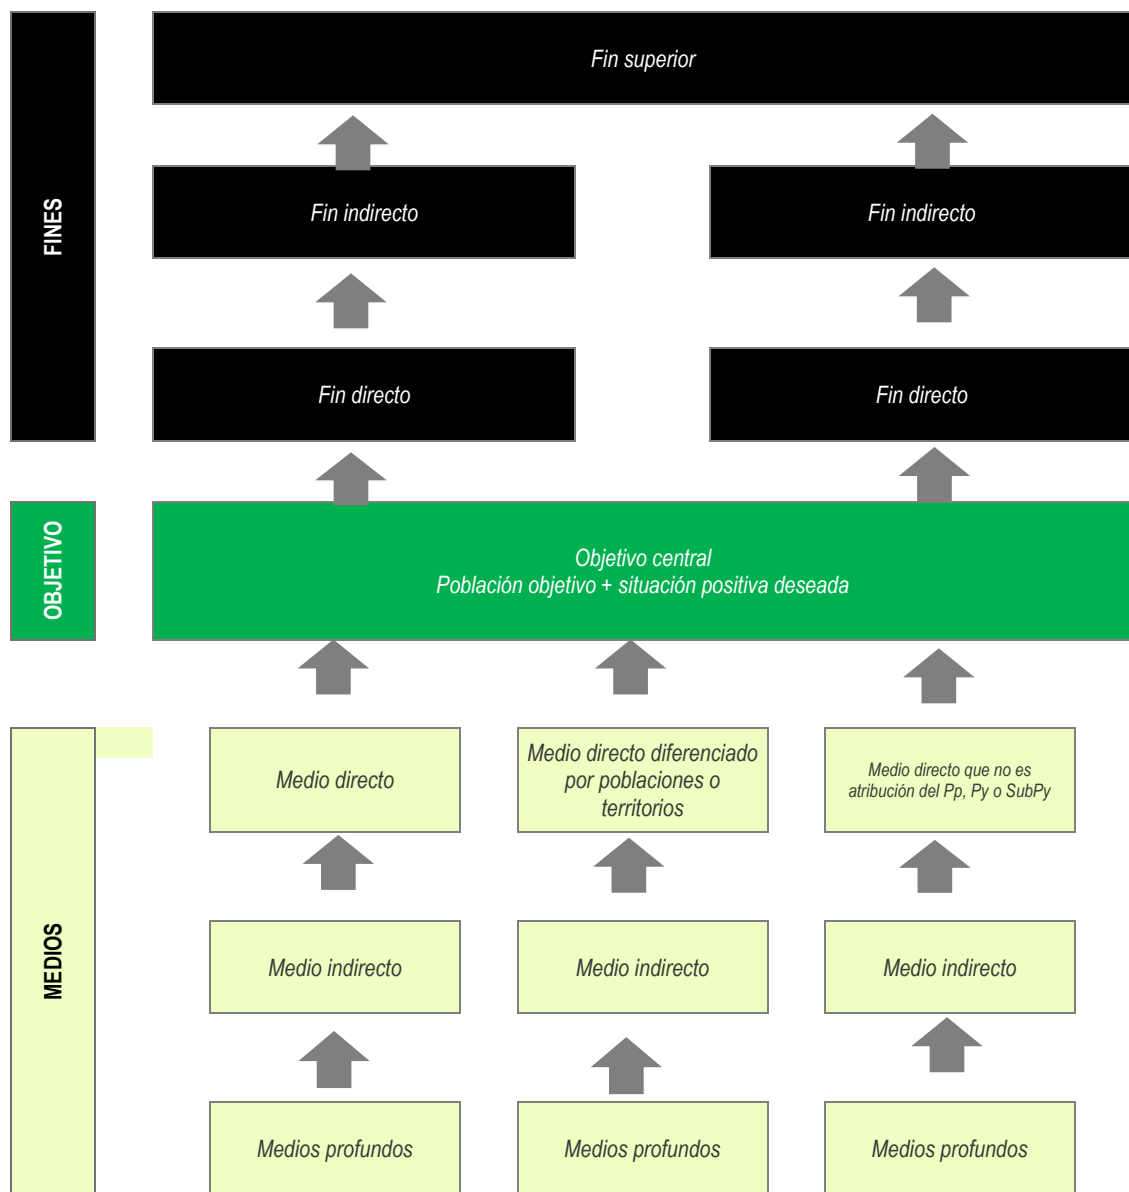 FINES
Fin superior
Fin indirecto
Fin indirecto
Fin directo
Fin directo
OBJETIVO
Objetivo central
Población objetivo + situación positiva deseada
MEDIOS
Medio directo
Medio directo diferenciado
por poblaciones o
territorios
Medio directo que no es
atribución del Pp, Py o SubPy
Medio indirecto
Medio indirecto
Medio indirecto
Medios profundos
Medios profundos
Medios profundos